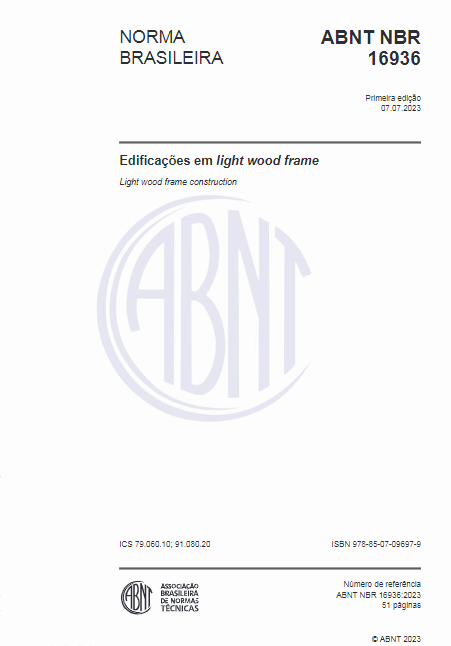 NORMA
BRASILEIRA
ABNT NBR
16936
Primeira edição
07.07.2023
Edificações em light wood frame
Light wood frame construction
ABNT
ICS 79.060.10; 91.080.20
ISBN 978-85-07-09697-9
ABNT
ASSOCIAÇÃO
BRASILEIRA
DE NORMAS
TÉCNICAS
Número de referência
ABNT NBR 16936:2023
51 páginas
© ABNT 2023